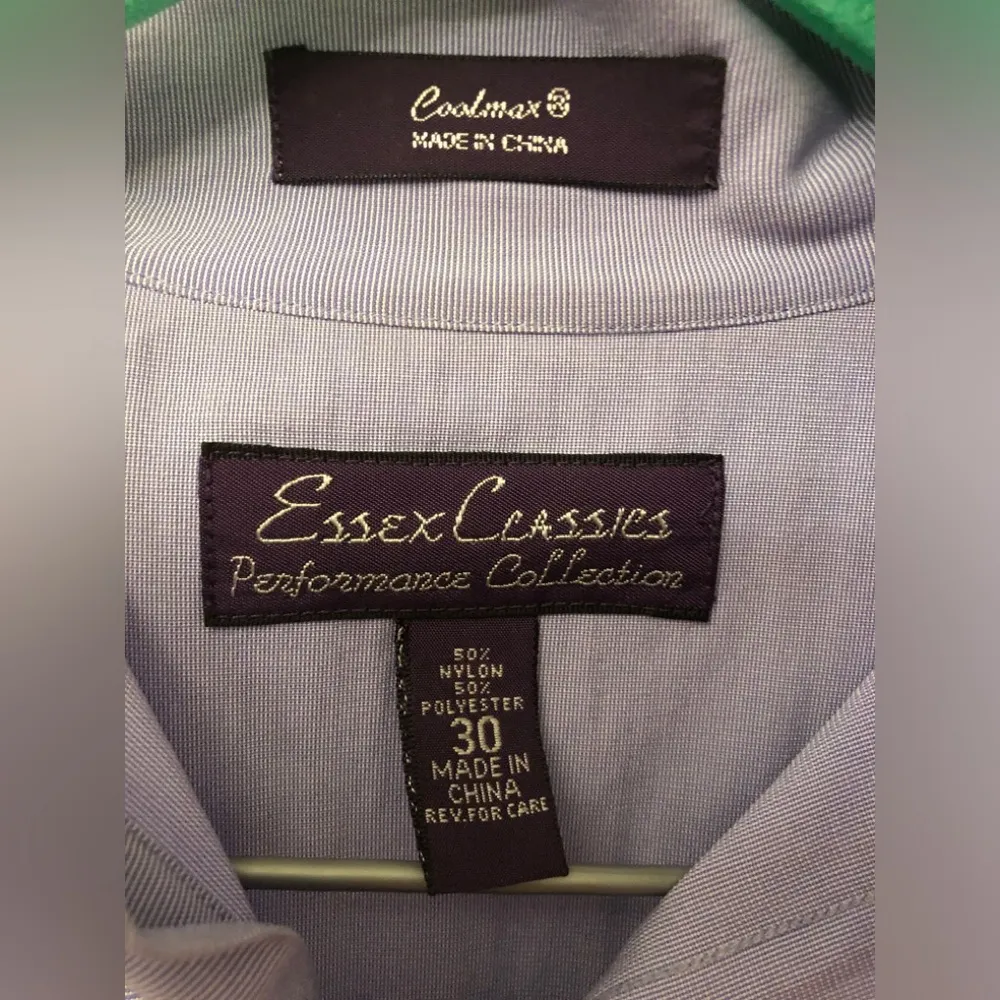 Coolmax®
MADE IN CHINA
Essex Classics
Performance Collection
50%
NYLON
50%
POLYESTER
30
MADE IN
CHINA
REV.FOR CARE